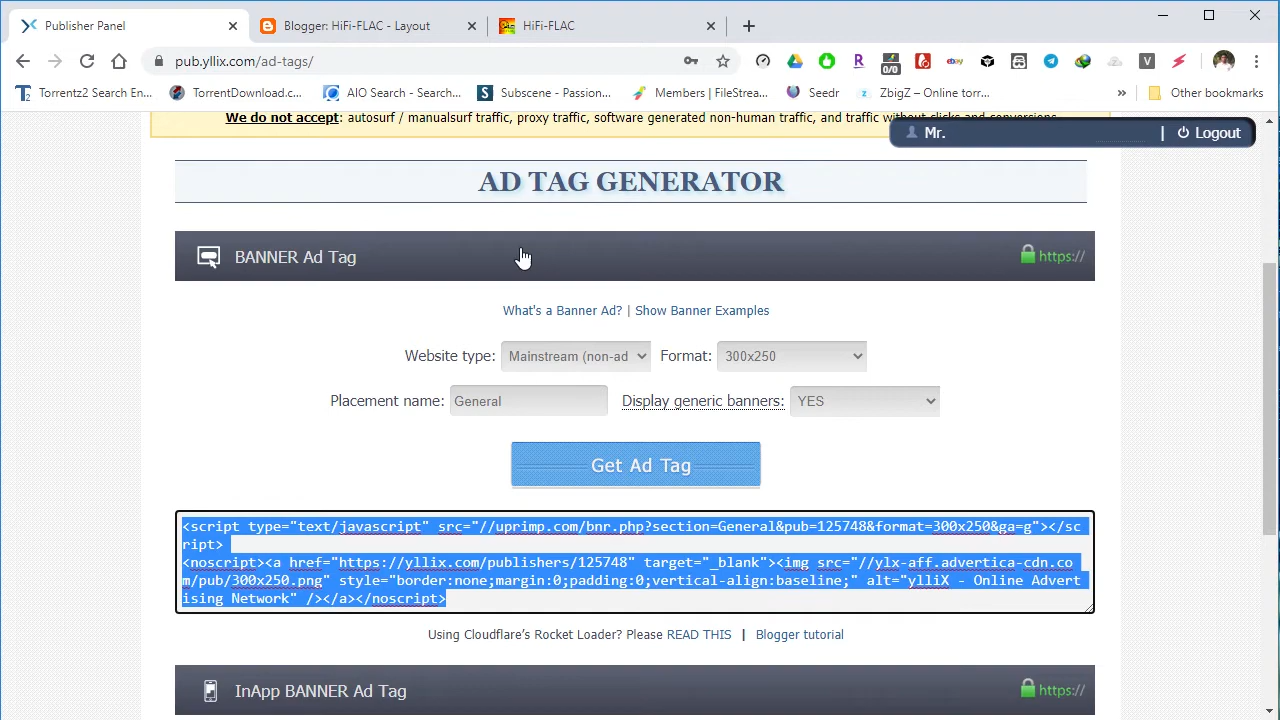 Publisher Panel
Blogger: HiFi-FLAC - Layout
HiFi-FLAC
pub.yllix.com/ad-tags/
0/0
ebay
V
Torrentz2 Search En...
TorrentDownload.c...
AIO Search - Search...
Subscene - Passion...
Members | FileStrea...
Seedr
ZbigZ – Online torr...
»
Other bookmarks
We do not accept: autosurf / manualsurf traffic, proxy traffic, software generated non-human traffic, and traffic without clicks and conversions.
Mr. | Logout
AD TAG GENERATOR
BANNER Ad Tag
https://
What's a Banner Ad? | Show Banner Examples
Website type: Mainstream (non-ad Format: 300x250
Placement name: General Display generic banners: YES
Get Ad Tag
<script type="text/javascript" src="//uprimp.com/bnr.php?section=General&pub=125748&format=300x250&ga=g"></sc
ript>
<noscript><a href="https://yllix.com/publishers/125748" target="_blank"><img src="//ylx-aff.advertica-cdn.co
m/pub/300x250.png" style="border:none;margin:0;padding:0;vertical-align:baseline;" alt="ylliX - Online Advert
ising Network" /></a></noscript>
Using Cloudflare's Rocket Loader? Please READ THIS | Blogger tutorial
InApp BANNER Ad Tag
https://